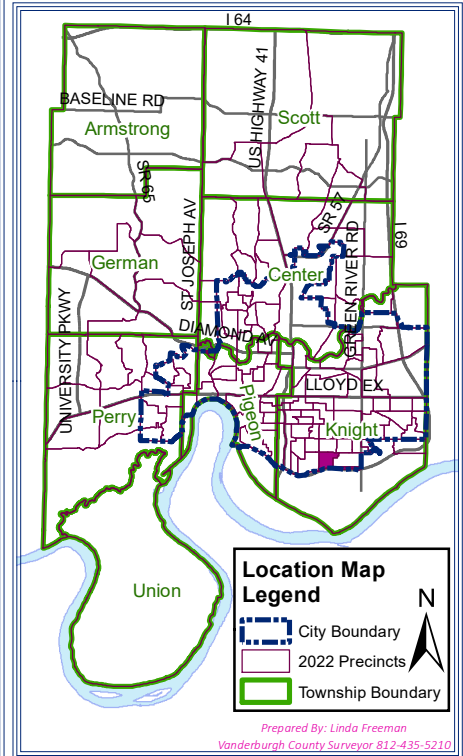 I 64
BASELINE RD
Armstrong
Scott
US HIGHWAY 41
SR 65
ST JOSEPH AV
SR 57
I 69
German
Center
GREEN RIVER RD
UNIVERSITY PKWY
DIAMOND AV
LLOYD EX
Perry
Pigeon
Knight
Union
Location Map
Legend
N
City Boundary
2022 Precincts
Township Boundary
Prepared By: Linda Freeman
Vanderburgh County Surveyor 812-435-5210